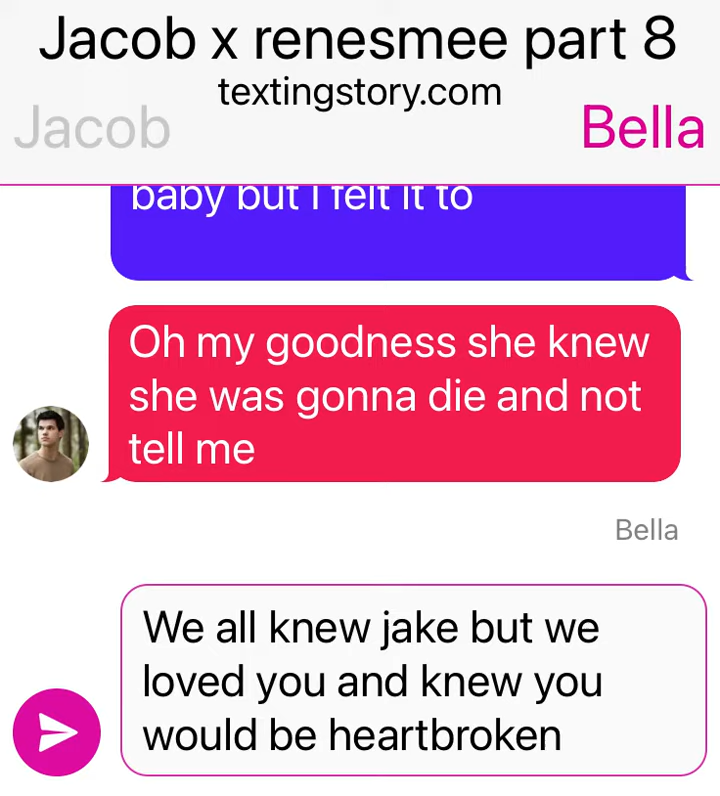 Jacob x renesmee part 8
textingstory.com
Jacob
Bella
baby but I felt it to
Oh my goodness she knew
she was gonna die and not
tell me
Bella
We all knew jake but we
loved you and knew you
would be heartbroken